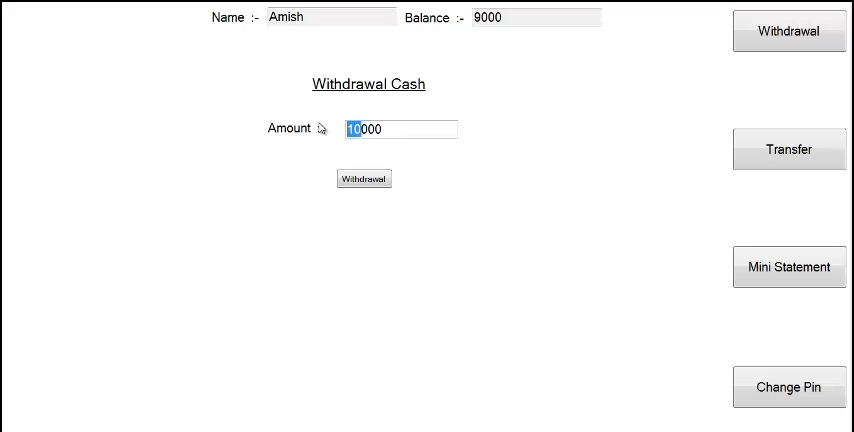 Name :- Amish Balance :- 9000
Withdrawal
Withdrawal Cash
Amount 10000
Transfer
Withdrawal
Mini Statement
Change Pin